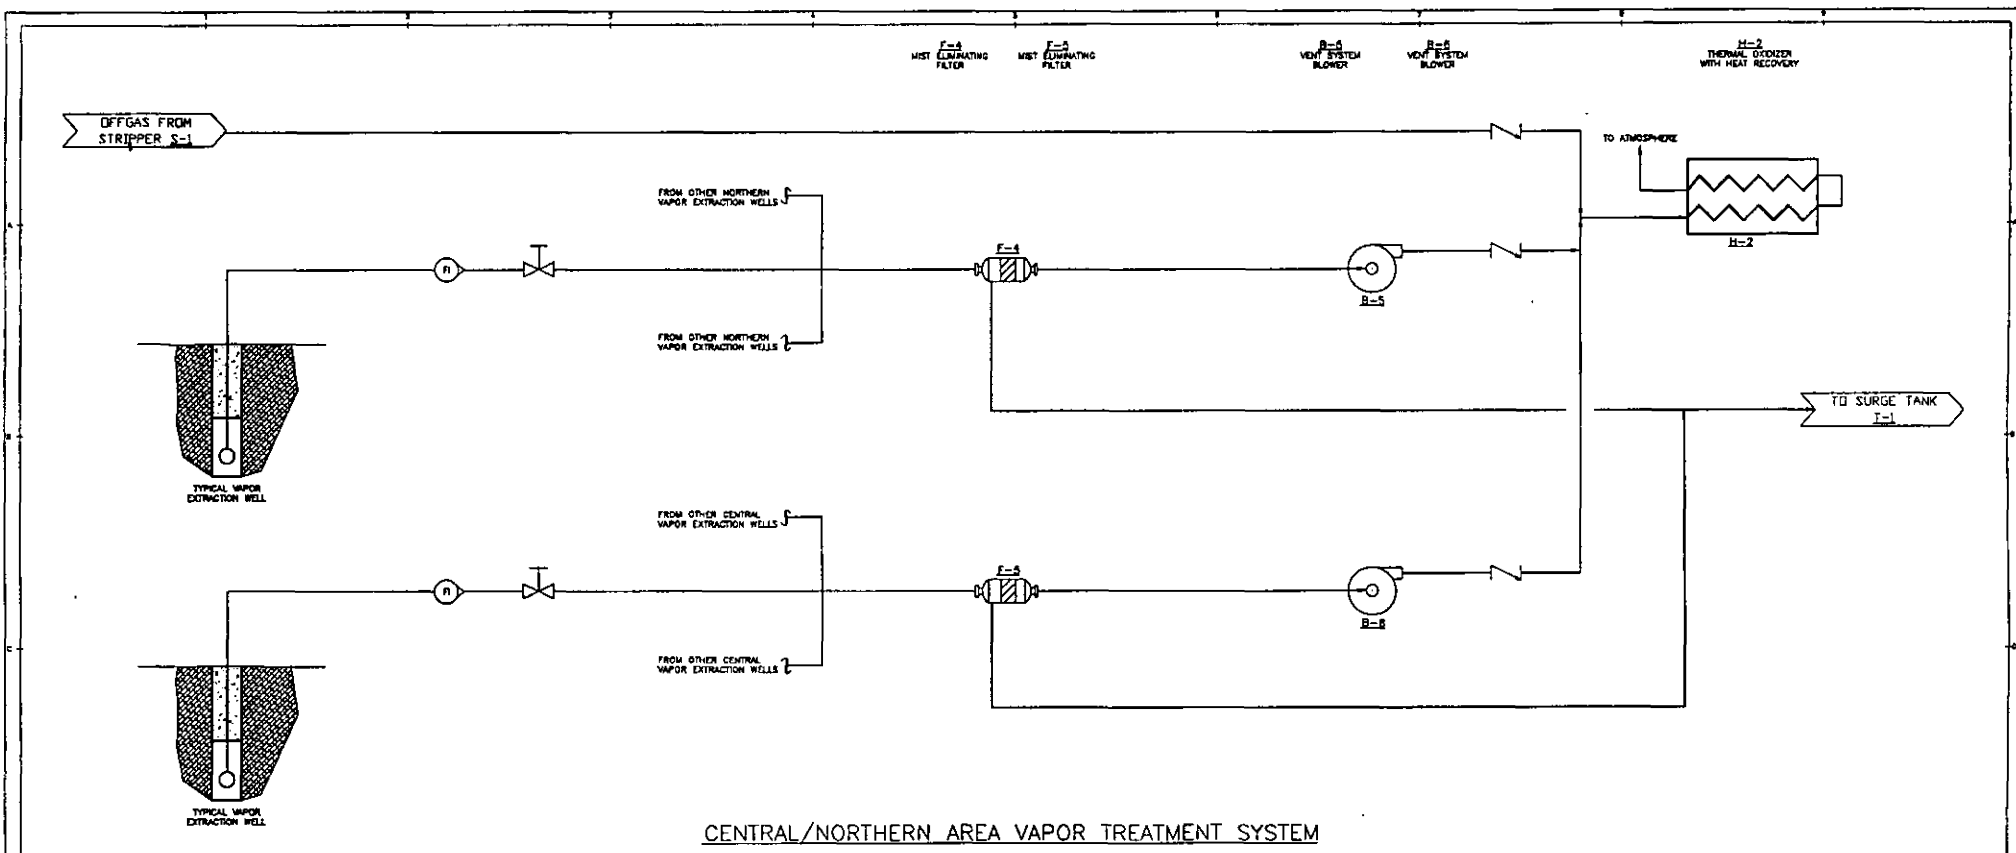 F-4
MIST ELIMINATING
FILTER
F-5
MIST ELIMINATING
FILTER
B-5
VENT SYSTEM
BLOWER
B-6
VENT SYSTEM
BLOWER
H-2
THERMAL OXIDIZER
WITH HEAT RECOVERY
OFFGAS FROM
STRIPPER S-1
TO ATMOSPHERE
FROM OTHER NORTHERN
VAPOR EXTRACTION WELLS
H-2
F-4
FI
B-5
FROM OTHER NORTHERN
VAPOR EXTRACTION WELLS
TO SURGE TANK
T-1
TYPICAL VAPOR
EXTRACTION WELL
FROM OTHER CENTRAL
VAPOR EXTRACTION WELLS
F-5
FI
B-6
FROM OTHER CENTRAL
VAPOR EXTRACTION WELLS
TYPICAL VAPOR
EXTRACTION WELL
CENTRAL/NORTHERN AREA VAPOR TREATMENT SYSTEM